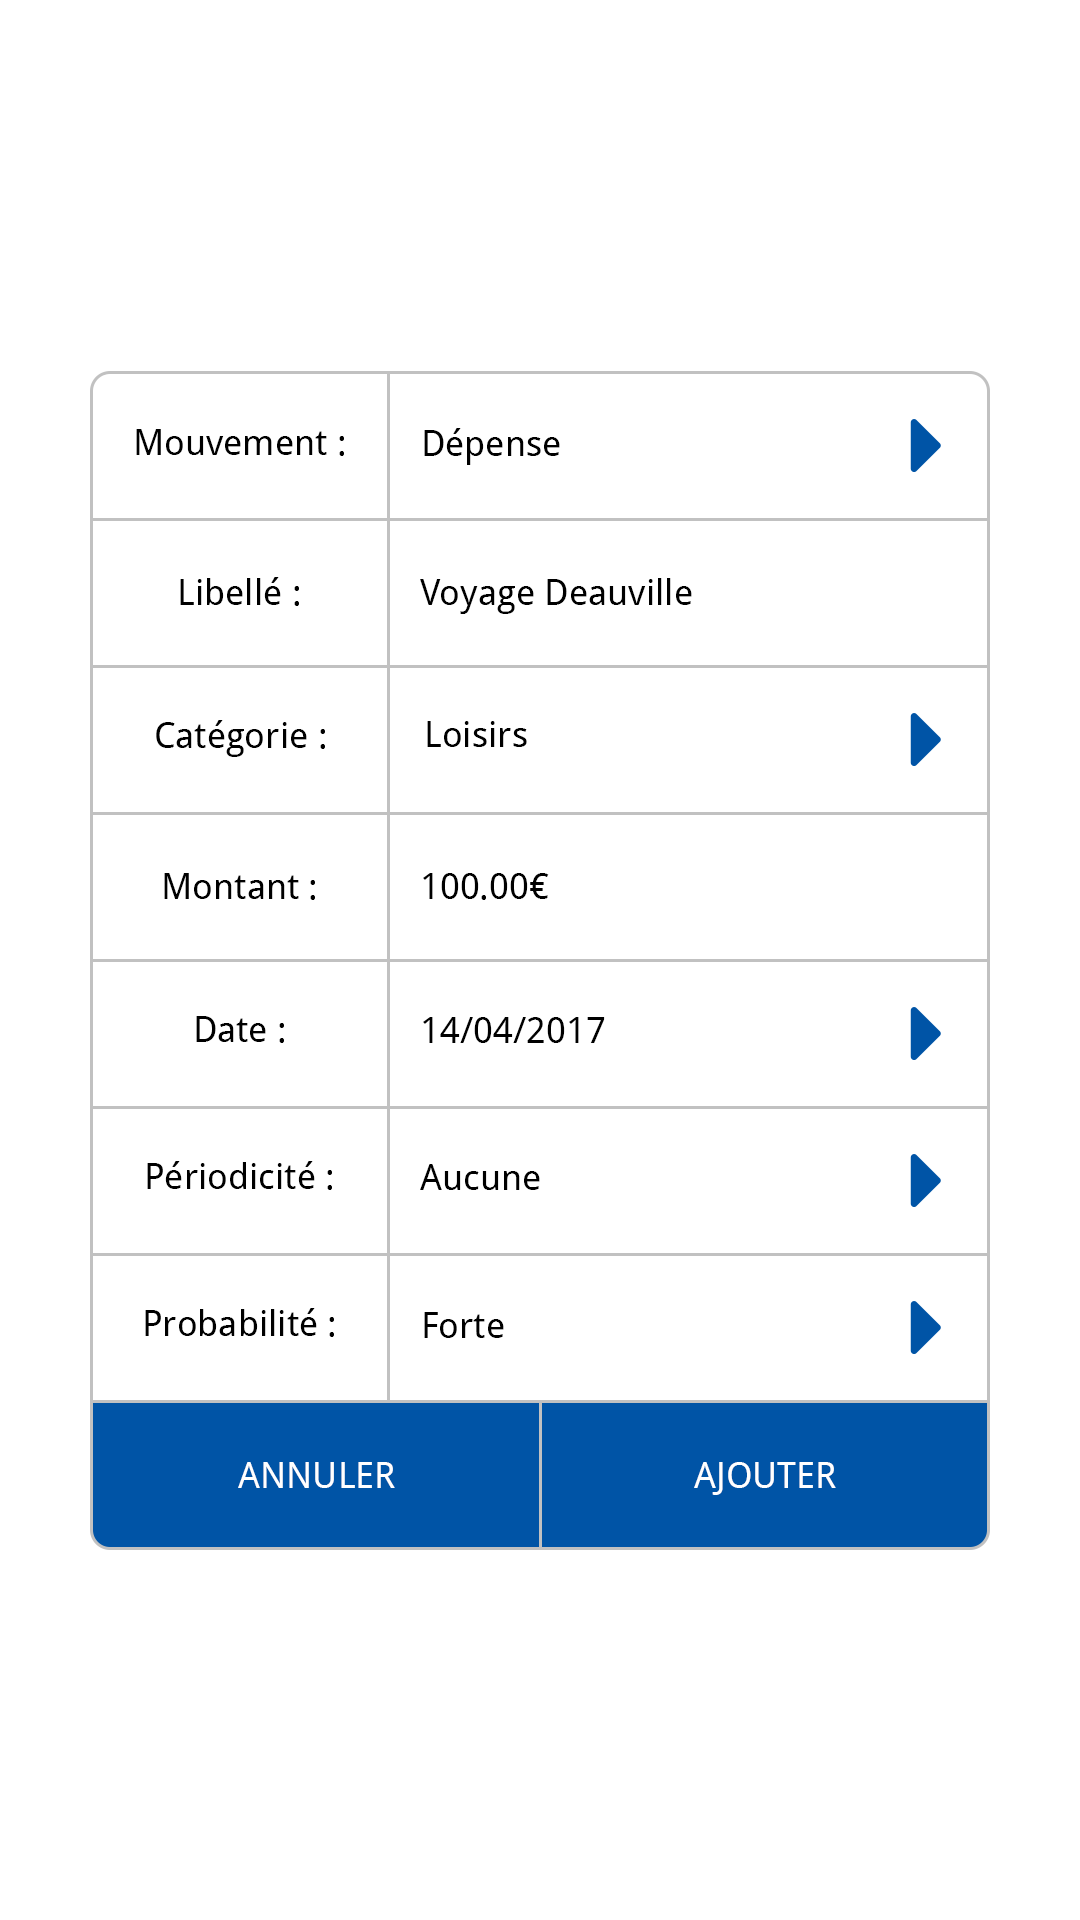 Mouvement : Dépense
Libellé : Voyage Deauville
Catégorie : Loisirs
Montant : 100.00€
Date : 14/04/2017
Périodicité : Aucune
Probabilité : Forte
ANNULER AJOUTER